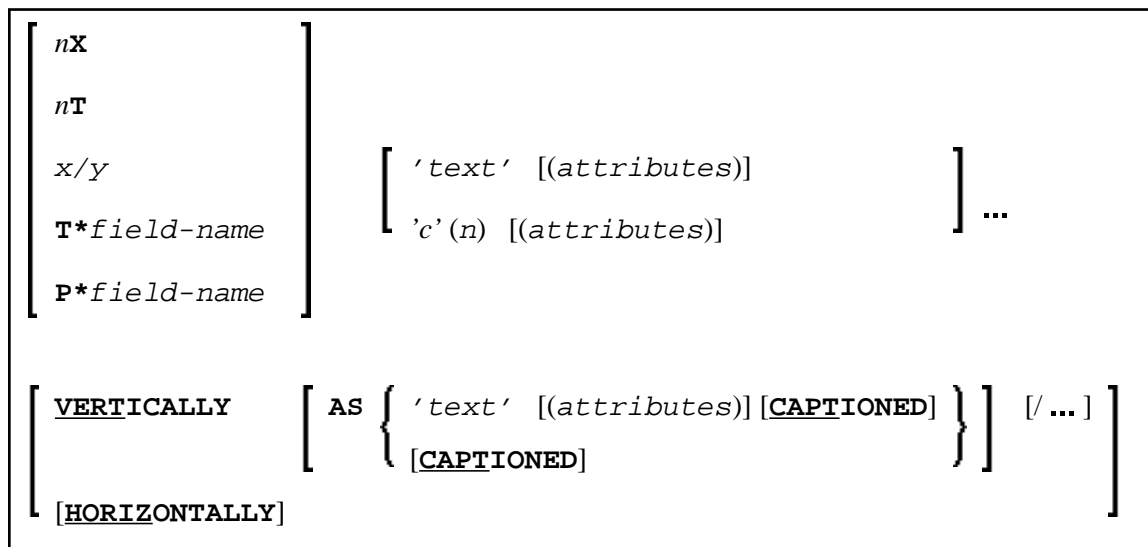 nX
nT
x/y
T*field-name
P*field-name
'text' [(attributes)]
'c' (n) [(attributes)]
...
VERTICALLY [ AS { 'text' [(attributes)] [CAPTIONED] } ] [/ ... ]
[CAPTIONED]
[HORIZONTALLY]